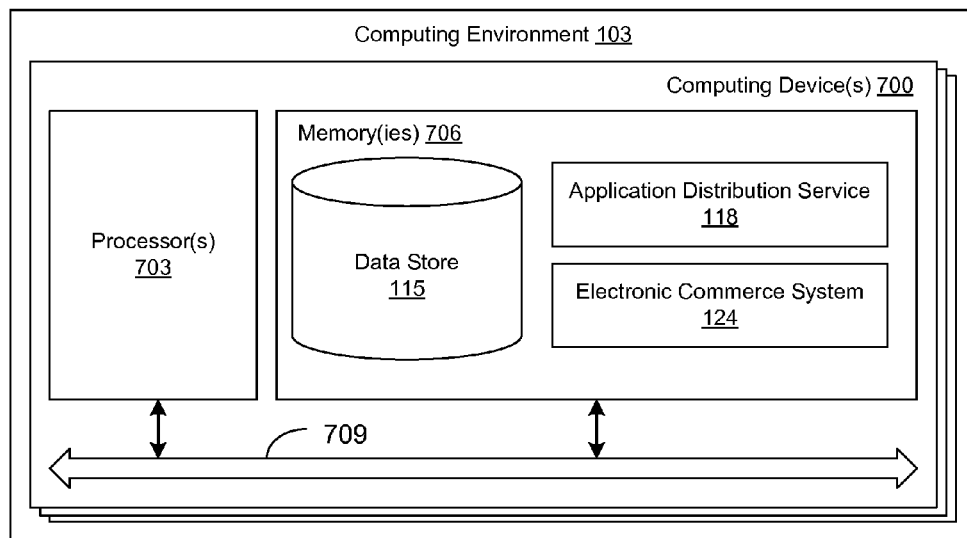 Computing Environment 103
Computing Device(s) 700
Processor(s)
703
Memory(ies) 706
Data Store
115
Application Distribution Service
118
Electronic Commerce System
124
709